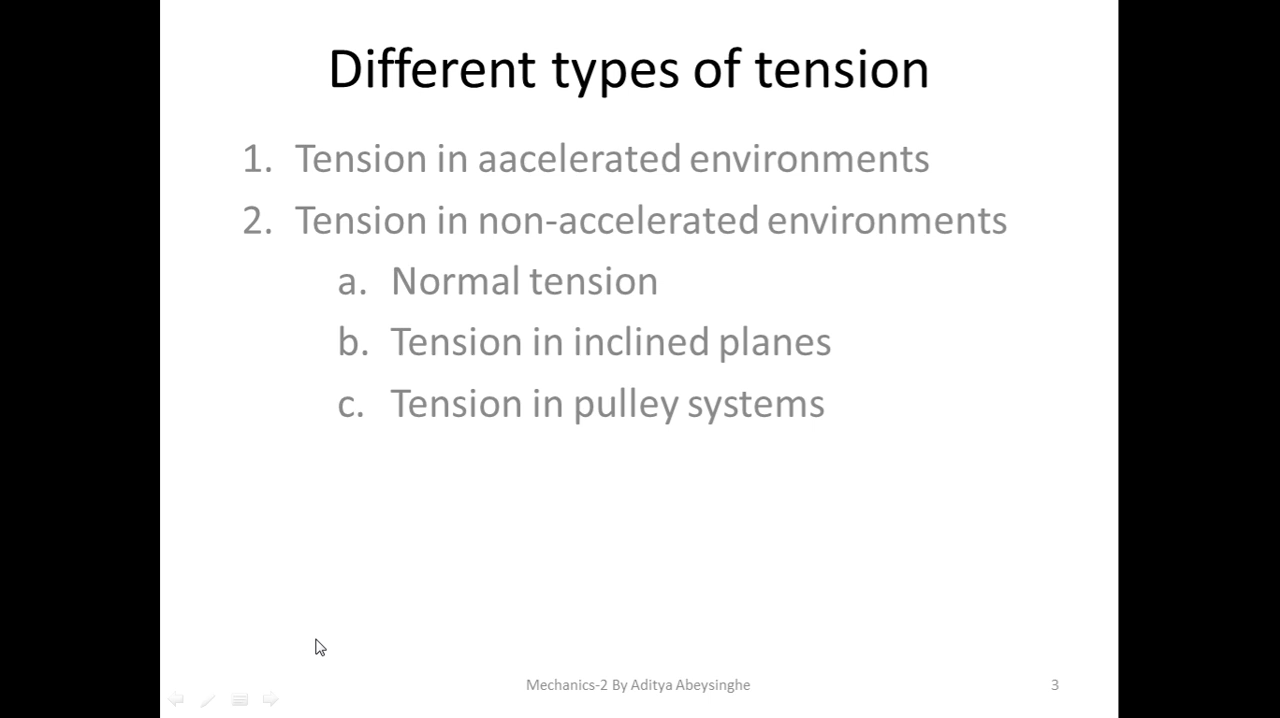 Different types of tension
1. Tension in aacelerated environments
2. Tension in non-accelerated environments
a. Normal tension
b. Tension in inclined planes
c. Tension in pulley systems
Mechanics-2 By Aditya Abeysinghe
3